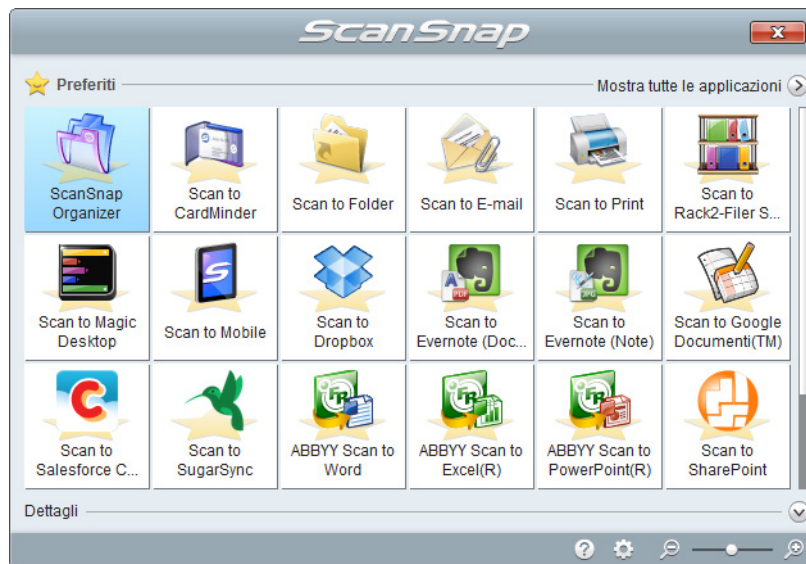 ScanSnap
Preferiti
Mostra tutte le applicazioni
ScanSnap
Organizer
Scan to
CardMinder
Scan to Folder
Scan to E-mail
Scan to Print
Scan to
Rack2-Filer S...
Scan to Magic
Desktop
Scan to Mobile
Scan to
Dropbox
Scan to
Evernote (Doc...
Scan to
Evernote (Note)
Scan to Google
Documenti(TM)
Scan to
Salesforce C...
Scan to
SugarSync
ABBYY Scan to
Word
ABBYY Scan to
Excel(R)
ABBYY Scan to
PowerPoint(R)
Scan to
SharePoint
Dettagli